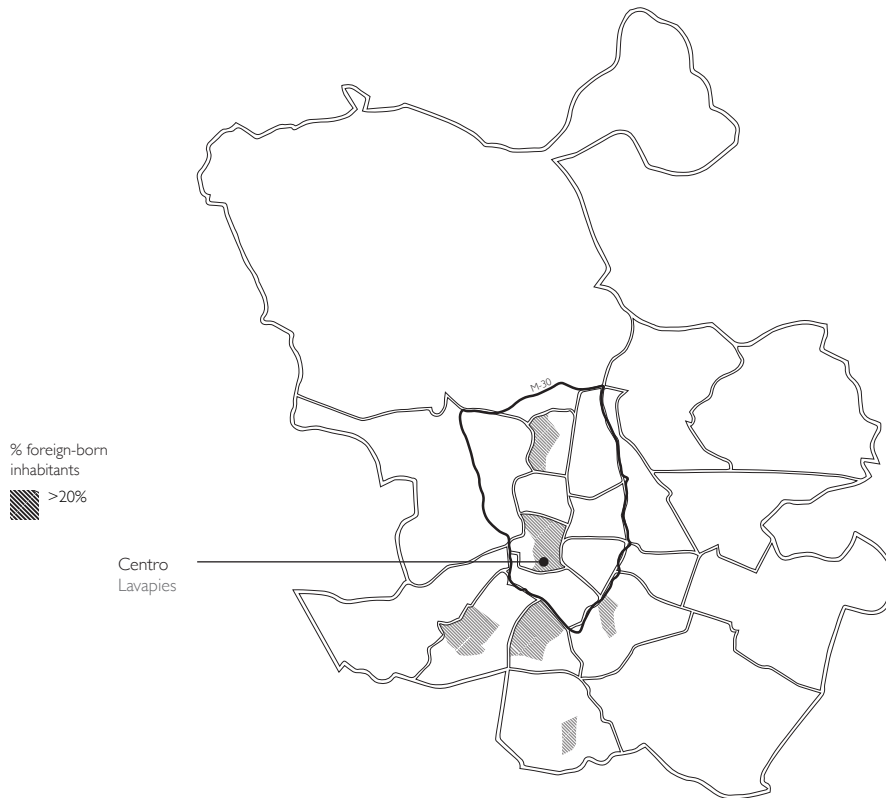 M-30
% foreign-born
inhabitants
>20%
Centro
Lavapies